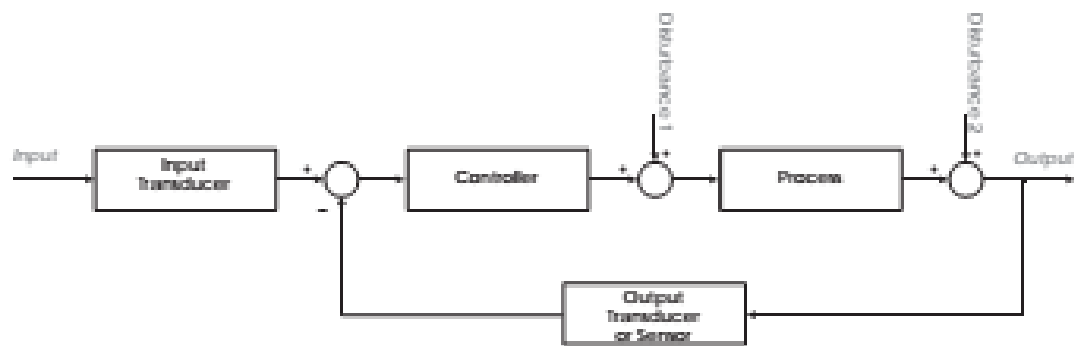 Disturbance 1
Disturbance 2
Input
Input
Transducer
Controller
Process
Output
Output
Transducer
or Sensor
+
+
+
+
+
−